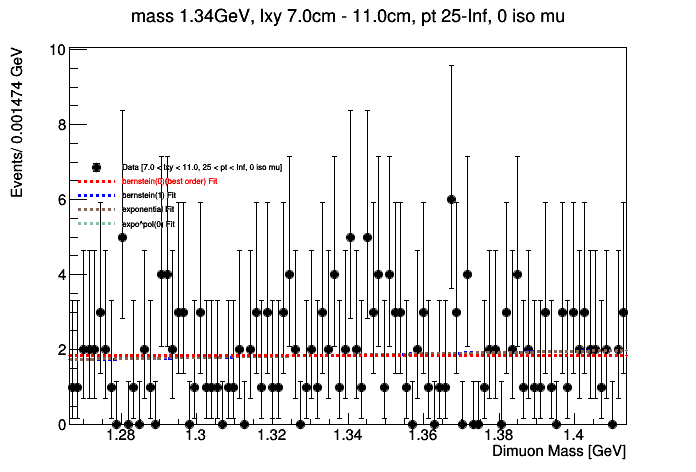 mass 1.34GeV, lxy 7.0cm - 11.0cm, pt 25-Inf, 0 iso mu
Events/ 0.001474 GeV
10
8
6
4
2
0
Data [7.0 < lxy < 11.0, 25 < pt < Inf, 0 iso mu]
bernstein(0)(best order) Fit
bernstein(1) Fit
exponential Fit
expo*pol(0) Fit
1.28 1.3 1.32 1.34 1.36 1.38 1.4
Dimuon Mass [GeV]